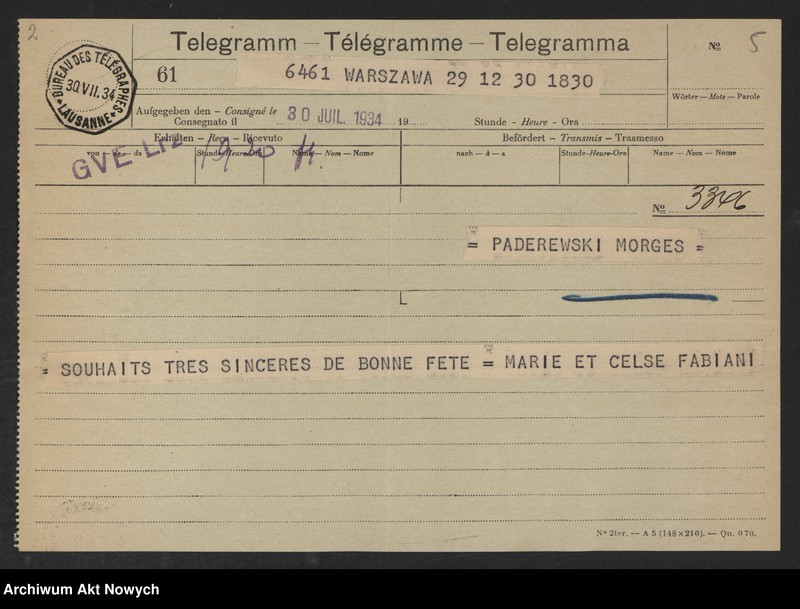 2
Telegramm — Télégramme — Telegramma
Nº 5
BUREAU DES TÉLÉGRAPHES
30.VII.34
LAUSANNE
61
6461 WARSZAWA 29 12 30 1830
Wörter — Mots — Parole
Aufgegeben den - Consigné le
Consegnato il
30 JUIL. 1934
19
Stunde - Heure - Ora
Erhalten - Reçu - Ricevuto
Befördert - Transmis - Trasmesso
von — de — da
Stunde-Heure-Ora
Name — Nom — Nome
nach — à — a
Stunde-Heure-Ora
Name — Nom — Nome
GVE-LTZ
19 20
Nº 3346
= PADEREWSKI MORGES =
L
= SOUHAITS TRES SINCERES DE BONNE FETE = MARIE ET CELSE FABIANI
Nº 2ter. — A 5 (148×210). — Qu. 070.
Archiwum Akt Nowych